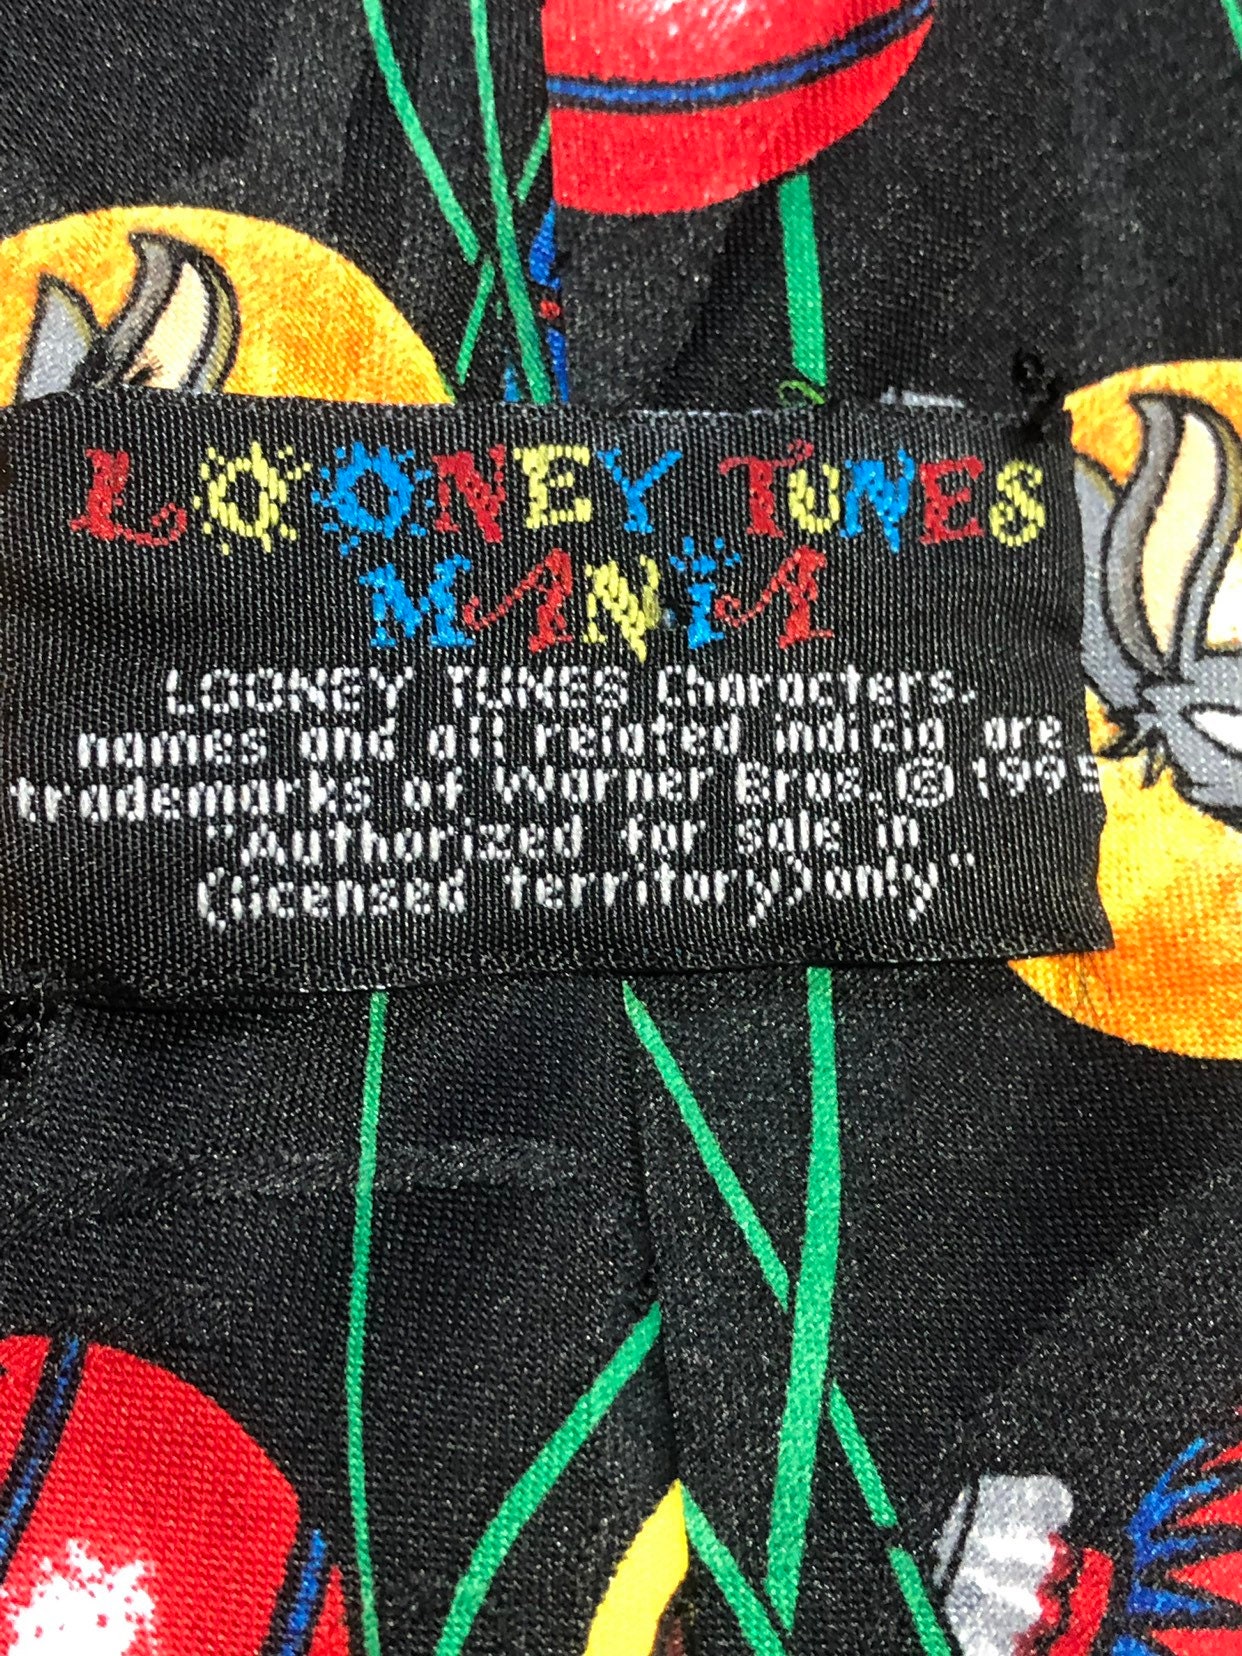 LOONEY TUNES
MANIA
LOONEY TUNES Characters,
names and all related indicia are
trademarks of Warner Bros. © 1995
"Authorized for sale in
(licensed territory) only"